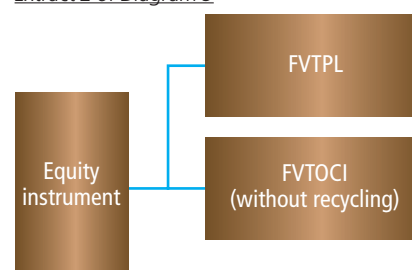 FVTPL
Equity
instrument
FVTOCI
(without recycling)